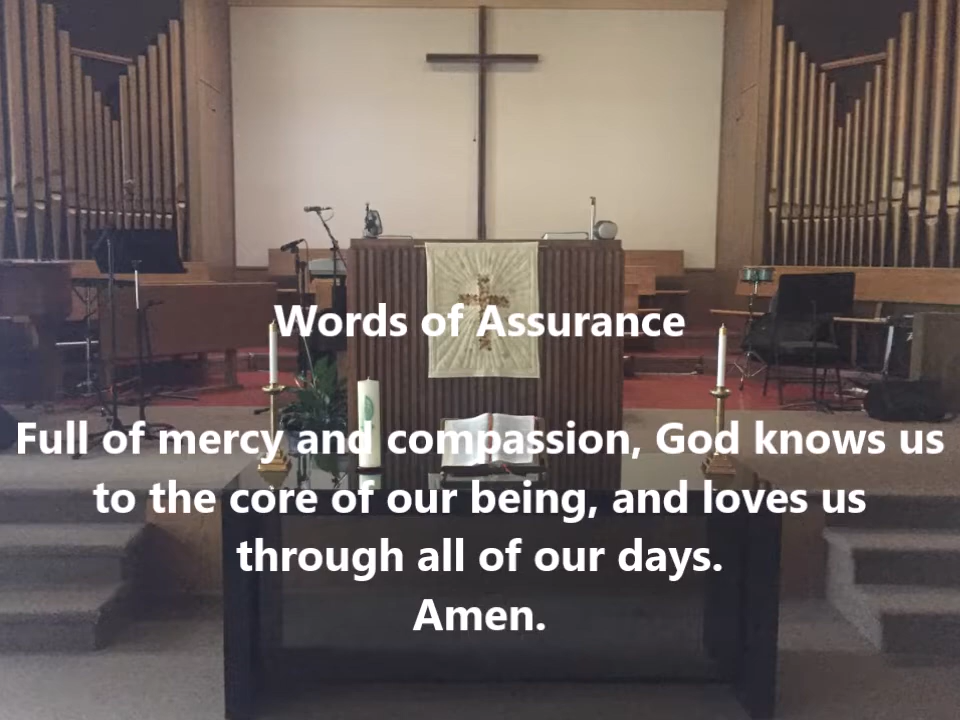 Words of Assurance
Full of mercy and compassion, God knows us
to the core of our being, and loves us
through all of our days.
Amen.